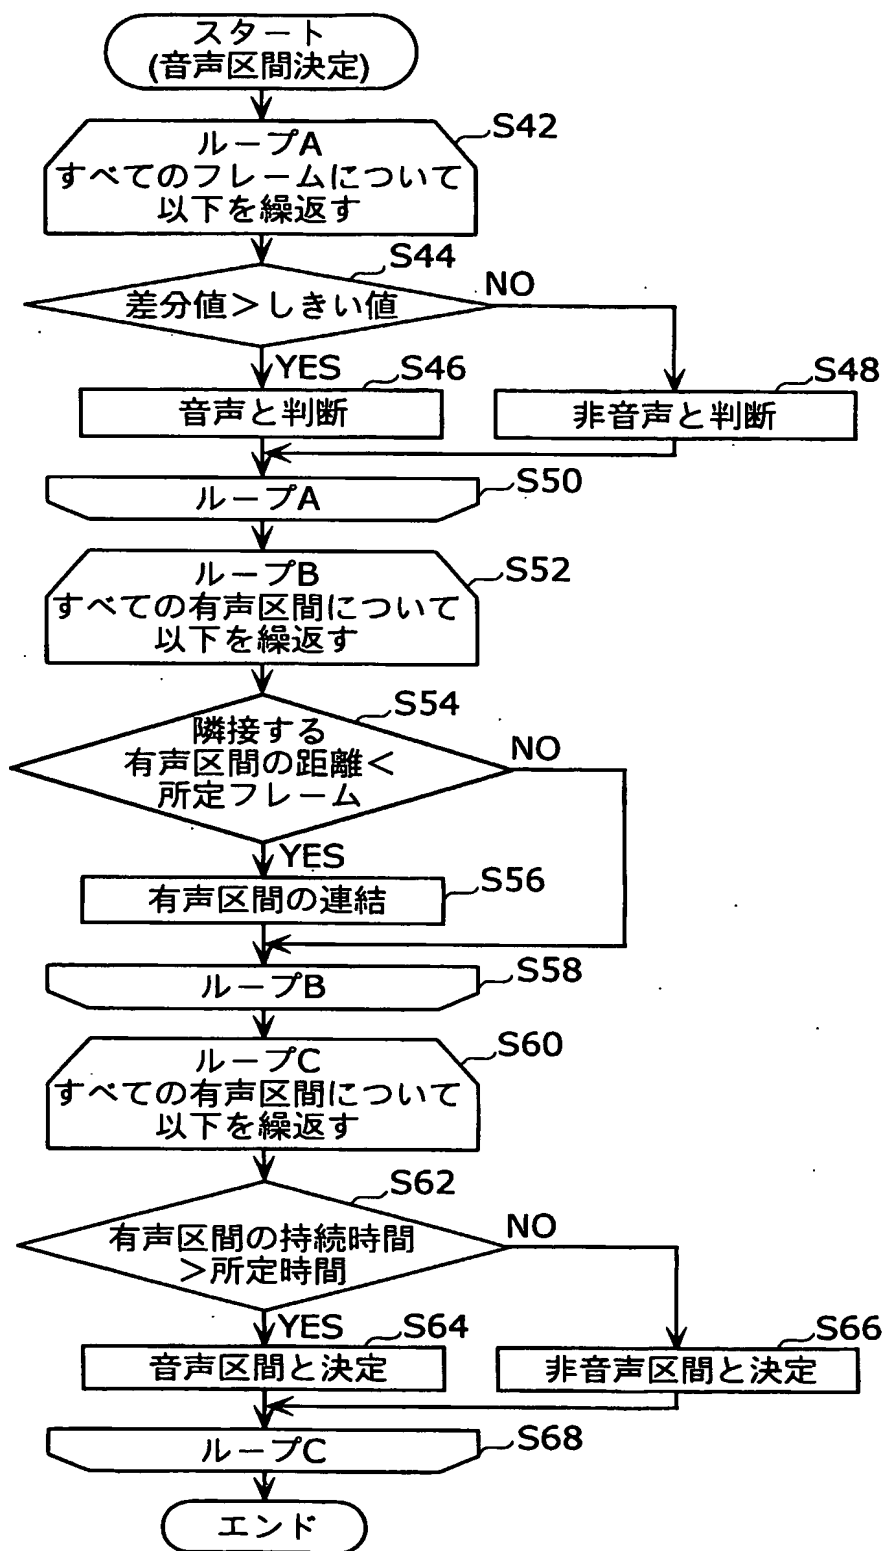 スタート
(音声区間決定)
S42
ループA
すべてのフレームについて
以下を繰返す
S44
差分値＞しきい値
NO
YES
S46
音声と判断
S48
非音声と判断
S50
ループA
S52
ループB
すべての有声区間について
以下を繰返す
S54
隣接する
有声区間の距離＜
所定フレーム
NO
YES
S56
有声区間の連結
S58
ループB
S60
ループC
すべての有声区間について
以下を繰返す
S62
有声区間の持続時間
＞所定時間
NO
YES
S64
音声区間と決定
S66
非音声区間と決定
S68
ループC
エンド